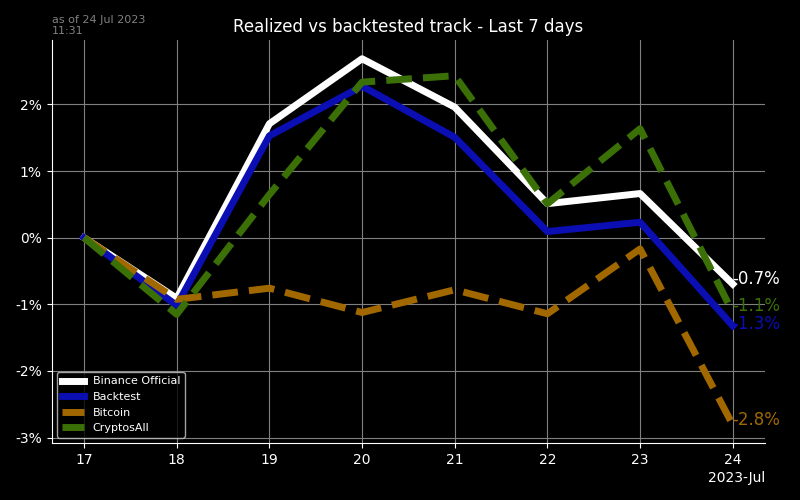 as of 24 Jul 2023
11:31
Realized vs backtested track - Last 7 days
2%
1%
0%
-1%
-2%
-3%
-0.7%
-1.1%
-1.3%
-2.8%
Binance Official
Backtest
Bitcoin
CryptosAll
17 18 19 20 21 22 23 24
2023-Jul